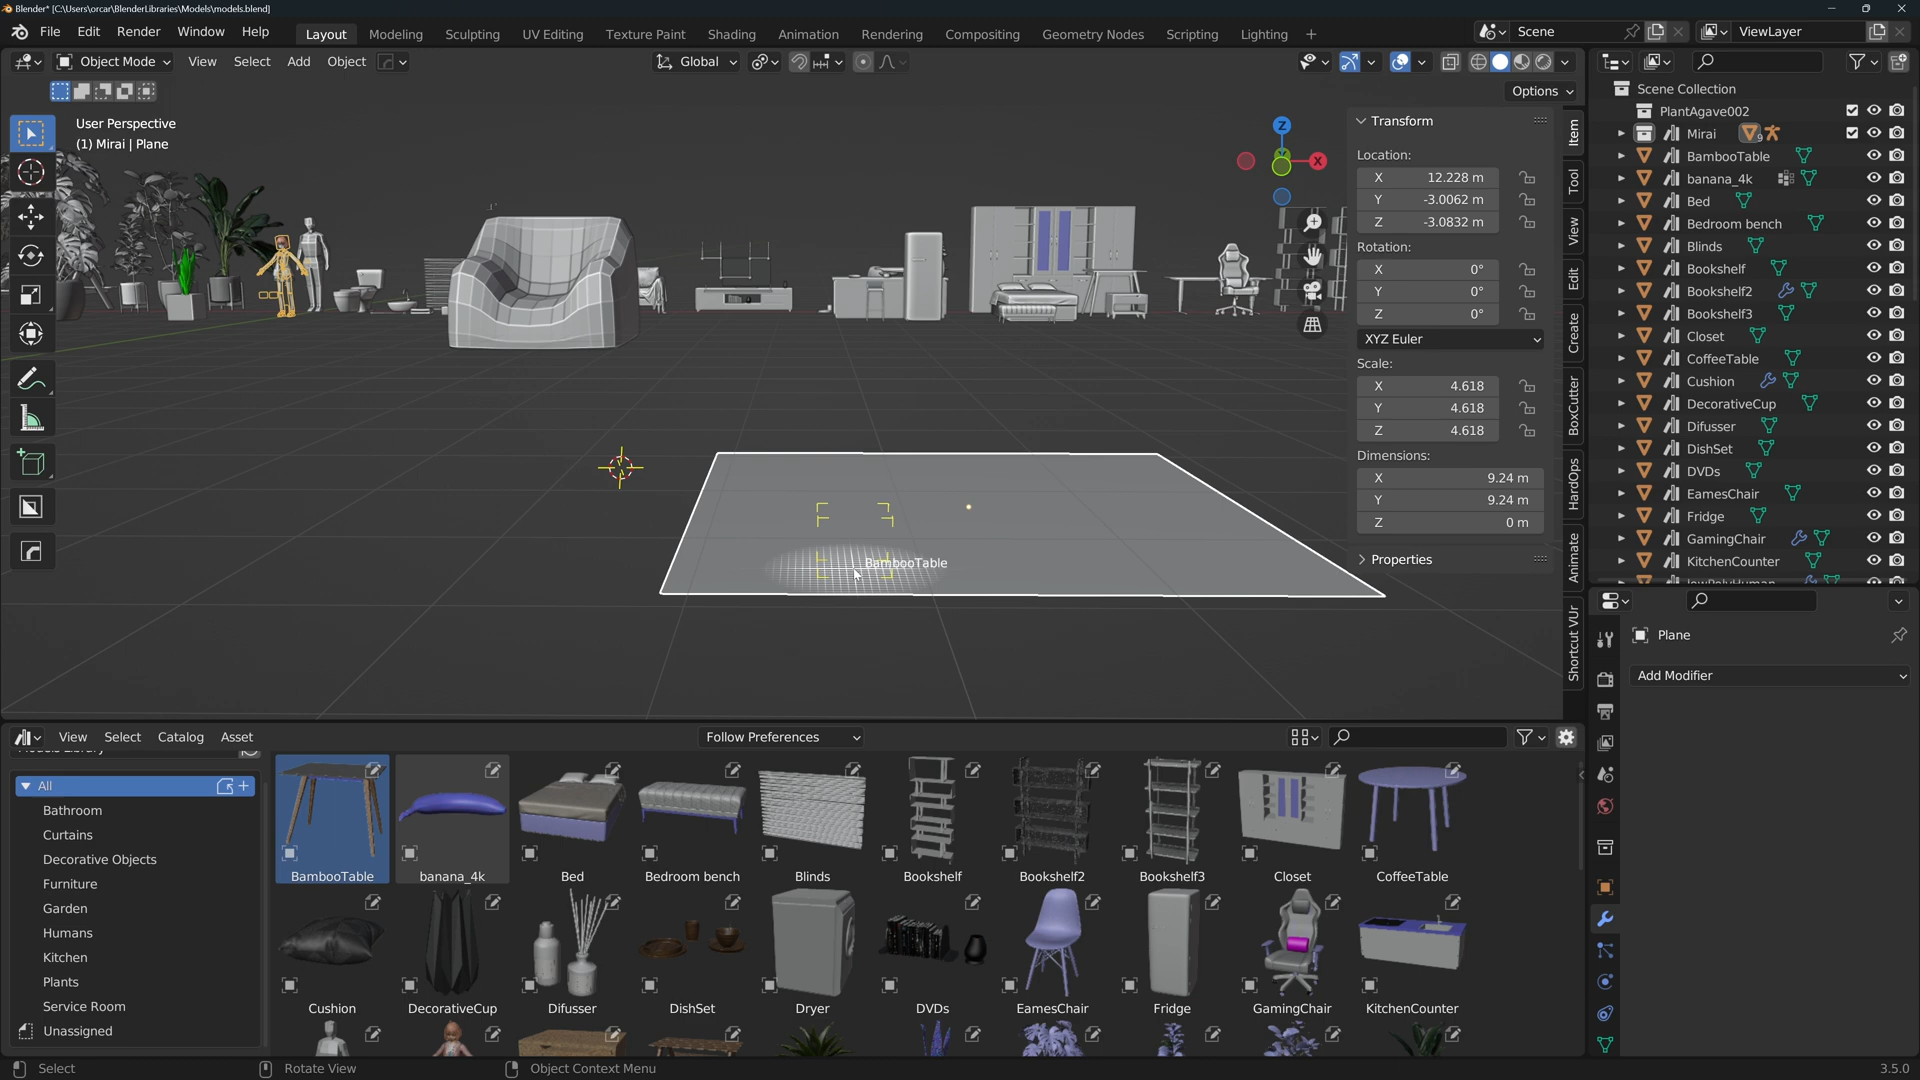 Blender* [C:\Users\orcar\BlenderLibraries\Models\models.blend]
File Edit Render Window Help
Layout Modeling Sculpting UV Editing Texture Paint Shading Animation Rendering Compositing Geometry Nodes Scripting Lighting +
Scene
ViewLayer
Object Mode View Select Add Object
Global
Options
User Perspective
(1) Mirai | Plane
Z
X
Transform
Location:
X 12.228 m
Y -3.0062 m
Z -3.0832 m
Rotation:
X 0°
Y 0°
Z 0°
XYZ Euler
Scale:
X 4.618
Y 4.618
Z 4.618
Dimensions:
X 9.24 m
Y 9.24 m
Z 0 m
Properties
Item
Tool
View
Edit
Create
BoxCutter
HardOps
Animate
Shortcut VUr
BambooTable
Scene Collection
PlantAgave002
Mirai 9
BambooTable
banana_4k
Bed
Bedroom bench
Blinds
Bookshelf
Bookshelf2
Bookshelf3
Closet
CoffeeTable
Cushion
DecorativeCup
Difusser
DishSet
DVDs
EamesChair
Fridge
GamingChair
KitchenCounter
Plane
Add Modifier
View Select Catalog Asset
Follow Preferences
All
Bathroom
Curtains
Decorative Objects
Furniture
Garden
Humans
Kitchen
Plants
Service Room
Unassigned
BambooTable banana_4k Bed Bedroom bench Blinds Bookshelf Bookshelf2 Bookshelf3 Closet CoffeeTable
Cushion DecorativeCup Difusser DishSet Dryer DVDs EamesChair Fridge GamingChair KitchenCounter
Select Rotate View Object Context Menu 3.5.0